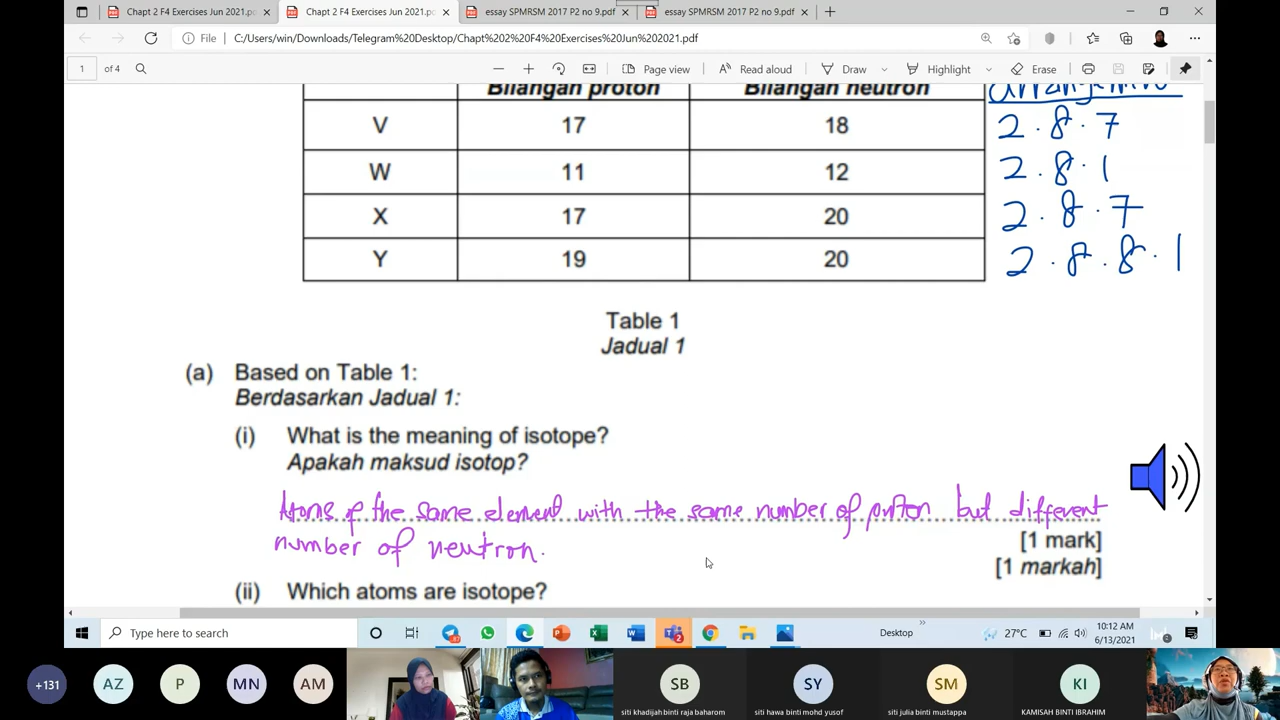 Chapt 2 F4 Exercises Jun 2021.pdf
Chapt 2 F4 Exercises Jun 2021.pdf
essay SPMRSM 2017 P2 no 9.pdf
essay SPMRSM 2017 P2 no 9.pdf
File
C:/Users/win/Downloads/Telegram%20Desktop/Chapt%202%20F4%20Exercises%20Jun%202021.pdf
1 of 4
Page view
Read aloud
Draw
Highlight
Erase
Bilangan proton Bilangan neutron
V 17 18 2.8.7
W 11 12 2.8.1
X 17 20 2.8.7
Y 19 20 2.8.8.1
Table 1
Jadual 1
(a) Based on Table 1:
Berdasarkan Jadual 1:
(i) What is the meaning of isotope?
Apakah maksud isotop?
Atoms of the same element with the same number of proton but different
number of neutron.
[1 mark]
[1 markah]
(ii) Which atoms are isotope?
Type here to search
Desktop
27°C
10:12 AM
6/13/2021
+131
AZ
P
MN
AM
SB
siti khadijah binti raja baharom
SY
siti hawa binti mohd yusof
SM
siti julia binti mustappa
KI
KAMISAH BINTI IBRAHIM